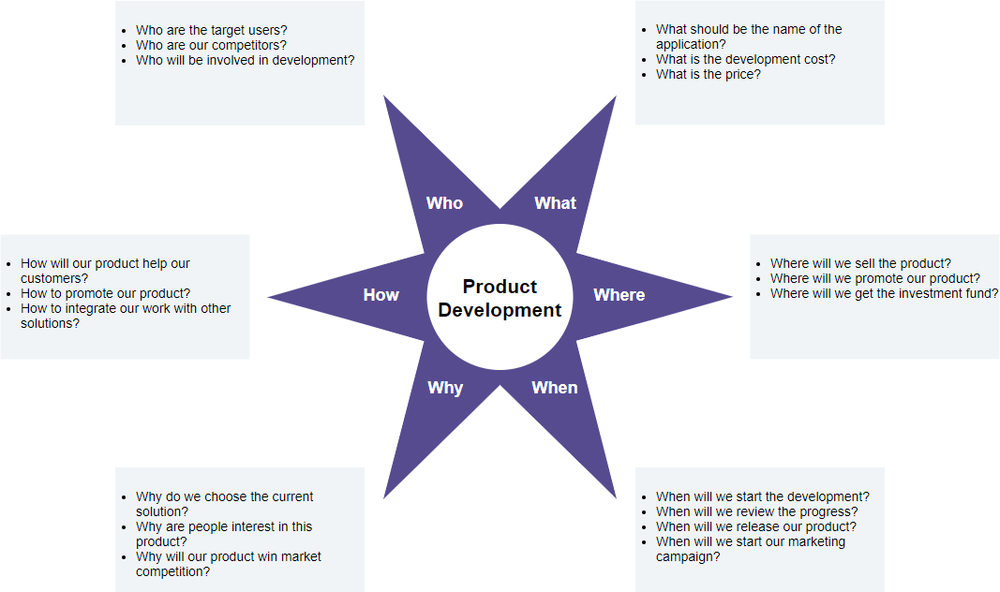 • Who are the target users?
• Who are our competitors?
• Who will be involved in development?
• What should be the name of the
application?
• What is the development cost?
• What is the price?
Who
What
• How will our product help our
customers?
• How to promote our product?
• How to integrate our work with other
solutions?
How
Product
Development
Where
• Where will we sell the product?
• Where will we promote our product?
• Where will we get the investment fund?
Why
When
• Why do we choose the current
solution?
• Why are people interest in this
product?
• Why will our product win market
competition?
• When will we start the development?
• When will we review the progress?
• When will we release our product?
• When will we start our marketing
campaign?